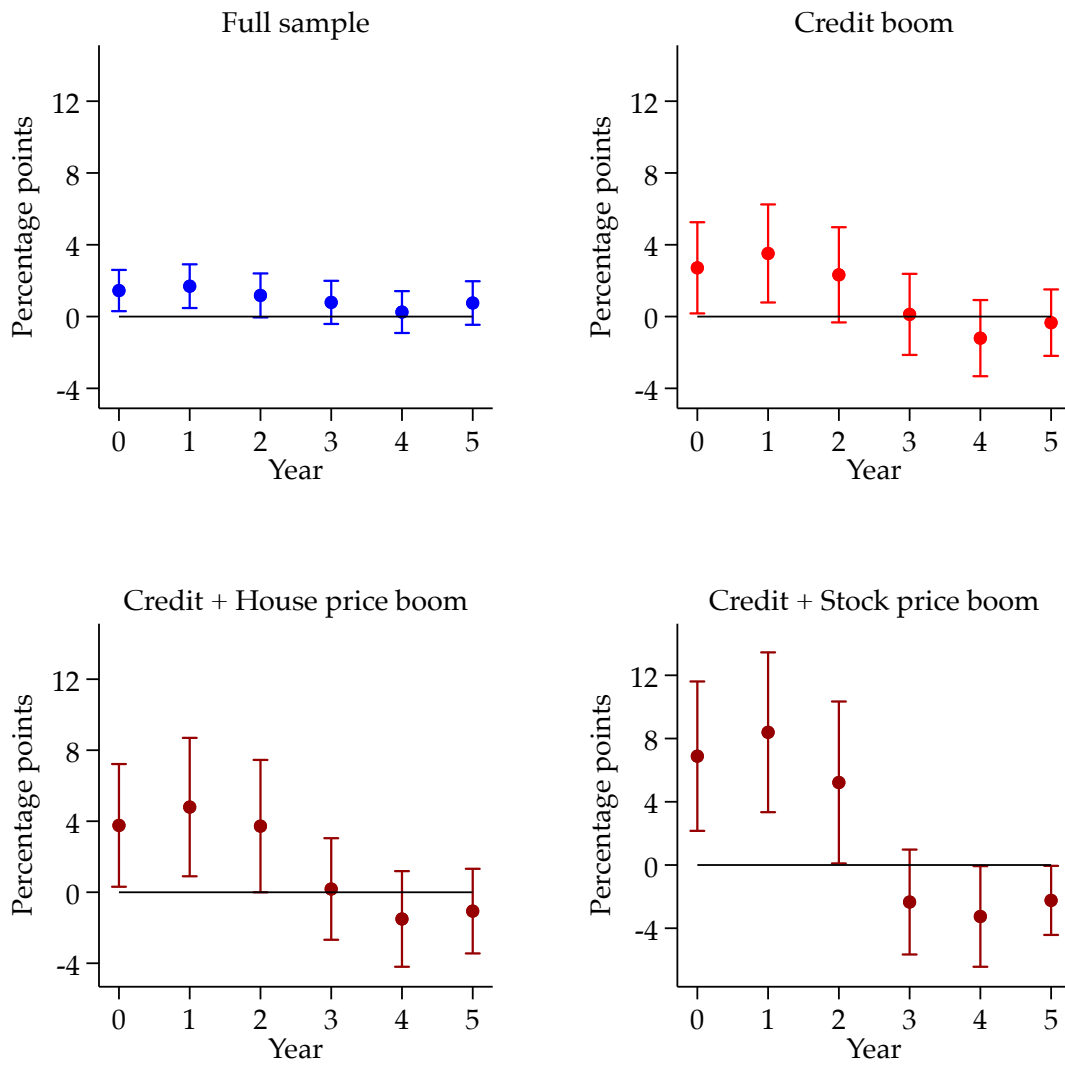 Full sample
Percentage points
12
8
4
0
-4
0 1 2 3 4 5
Year
Credit boom
Percentage points
12
8
4
0
-4
0 1 2 3 4 5
Year
Credit + House price boom
Percentage points
12
8
4
0
-4
0 1 2 3 4 5
Year
Credit + Stock price boom
Percentage points
12
8
4
0
-4
0 1 2 3 4 5
Year